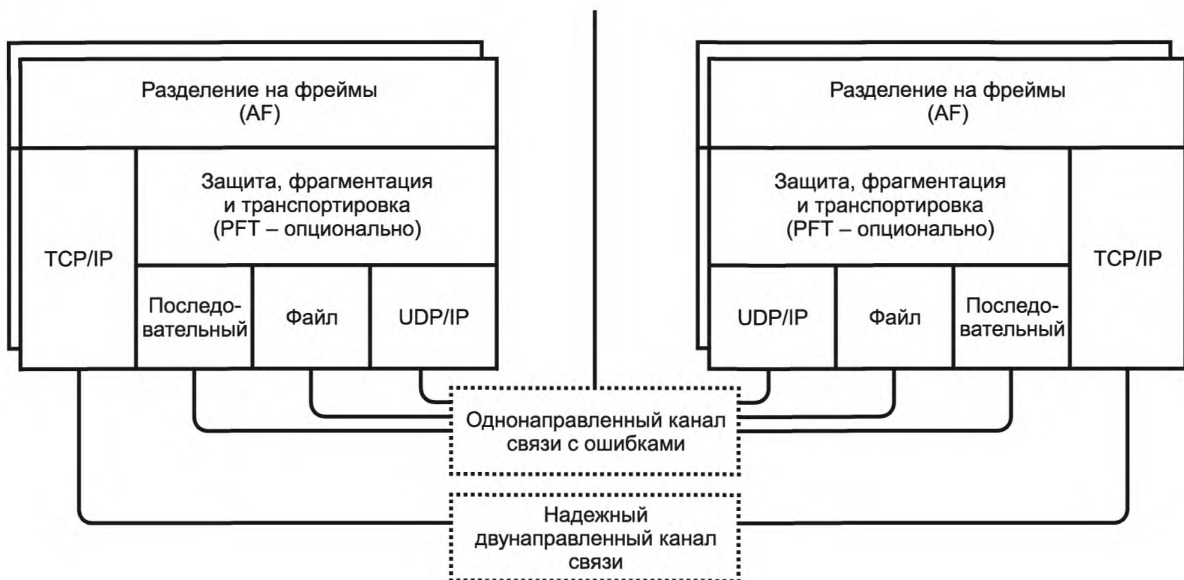 Разделение на фреймы
(AF)
TCP/IP
Защита, фрагментация
и транспортировка
(PFT – опционально)
Последо-
вательный
Файл
UDP/IP
Разделение на фреймы
(AF)
Защита, фрагментация
и транспортировка
(PFT – опционально)
TCP/IP
UDP/IP
Файл
Последо-
вательный
Однонаправленный канал
связи с ошибками
Надежный
двунаправленный канал
связи